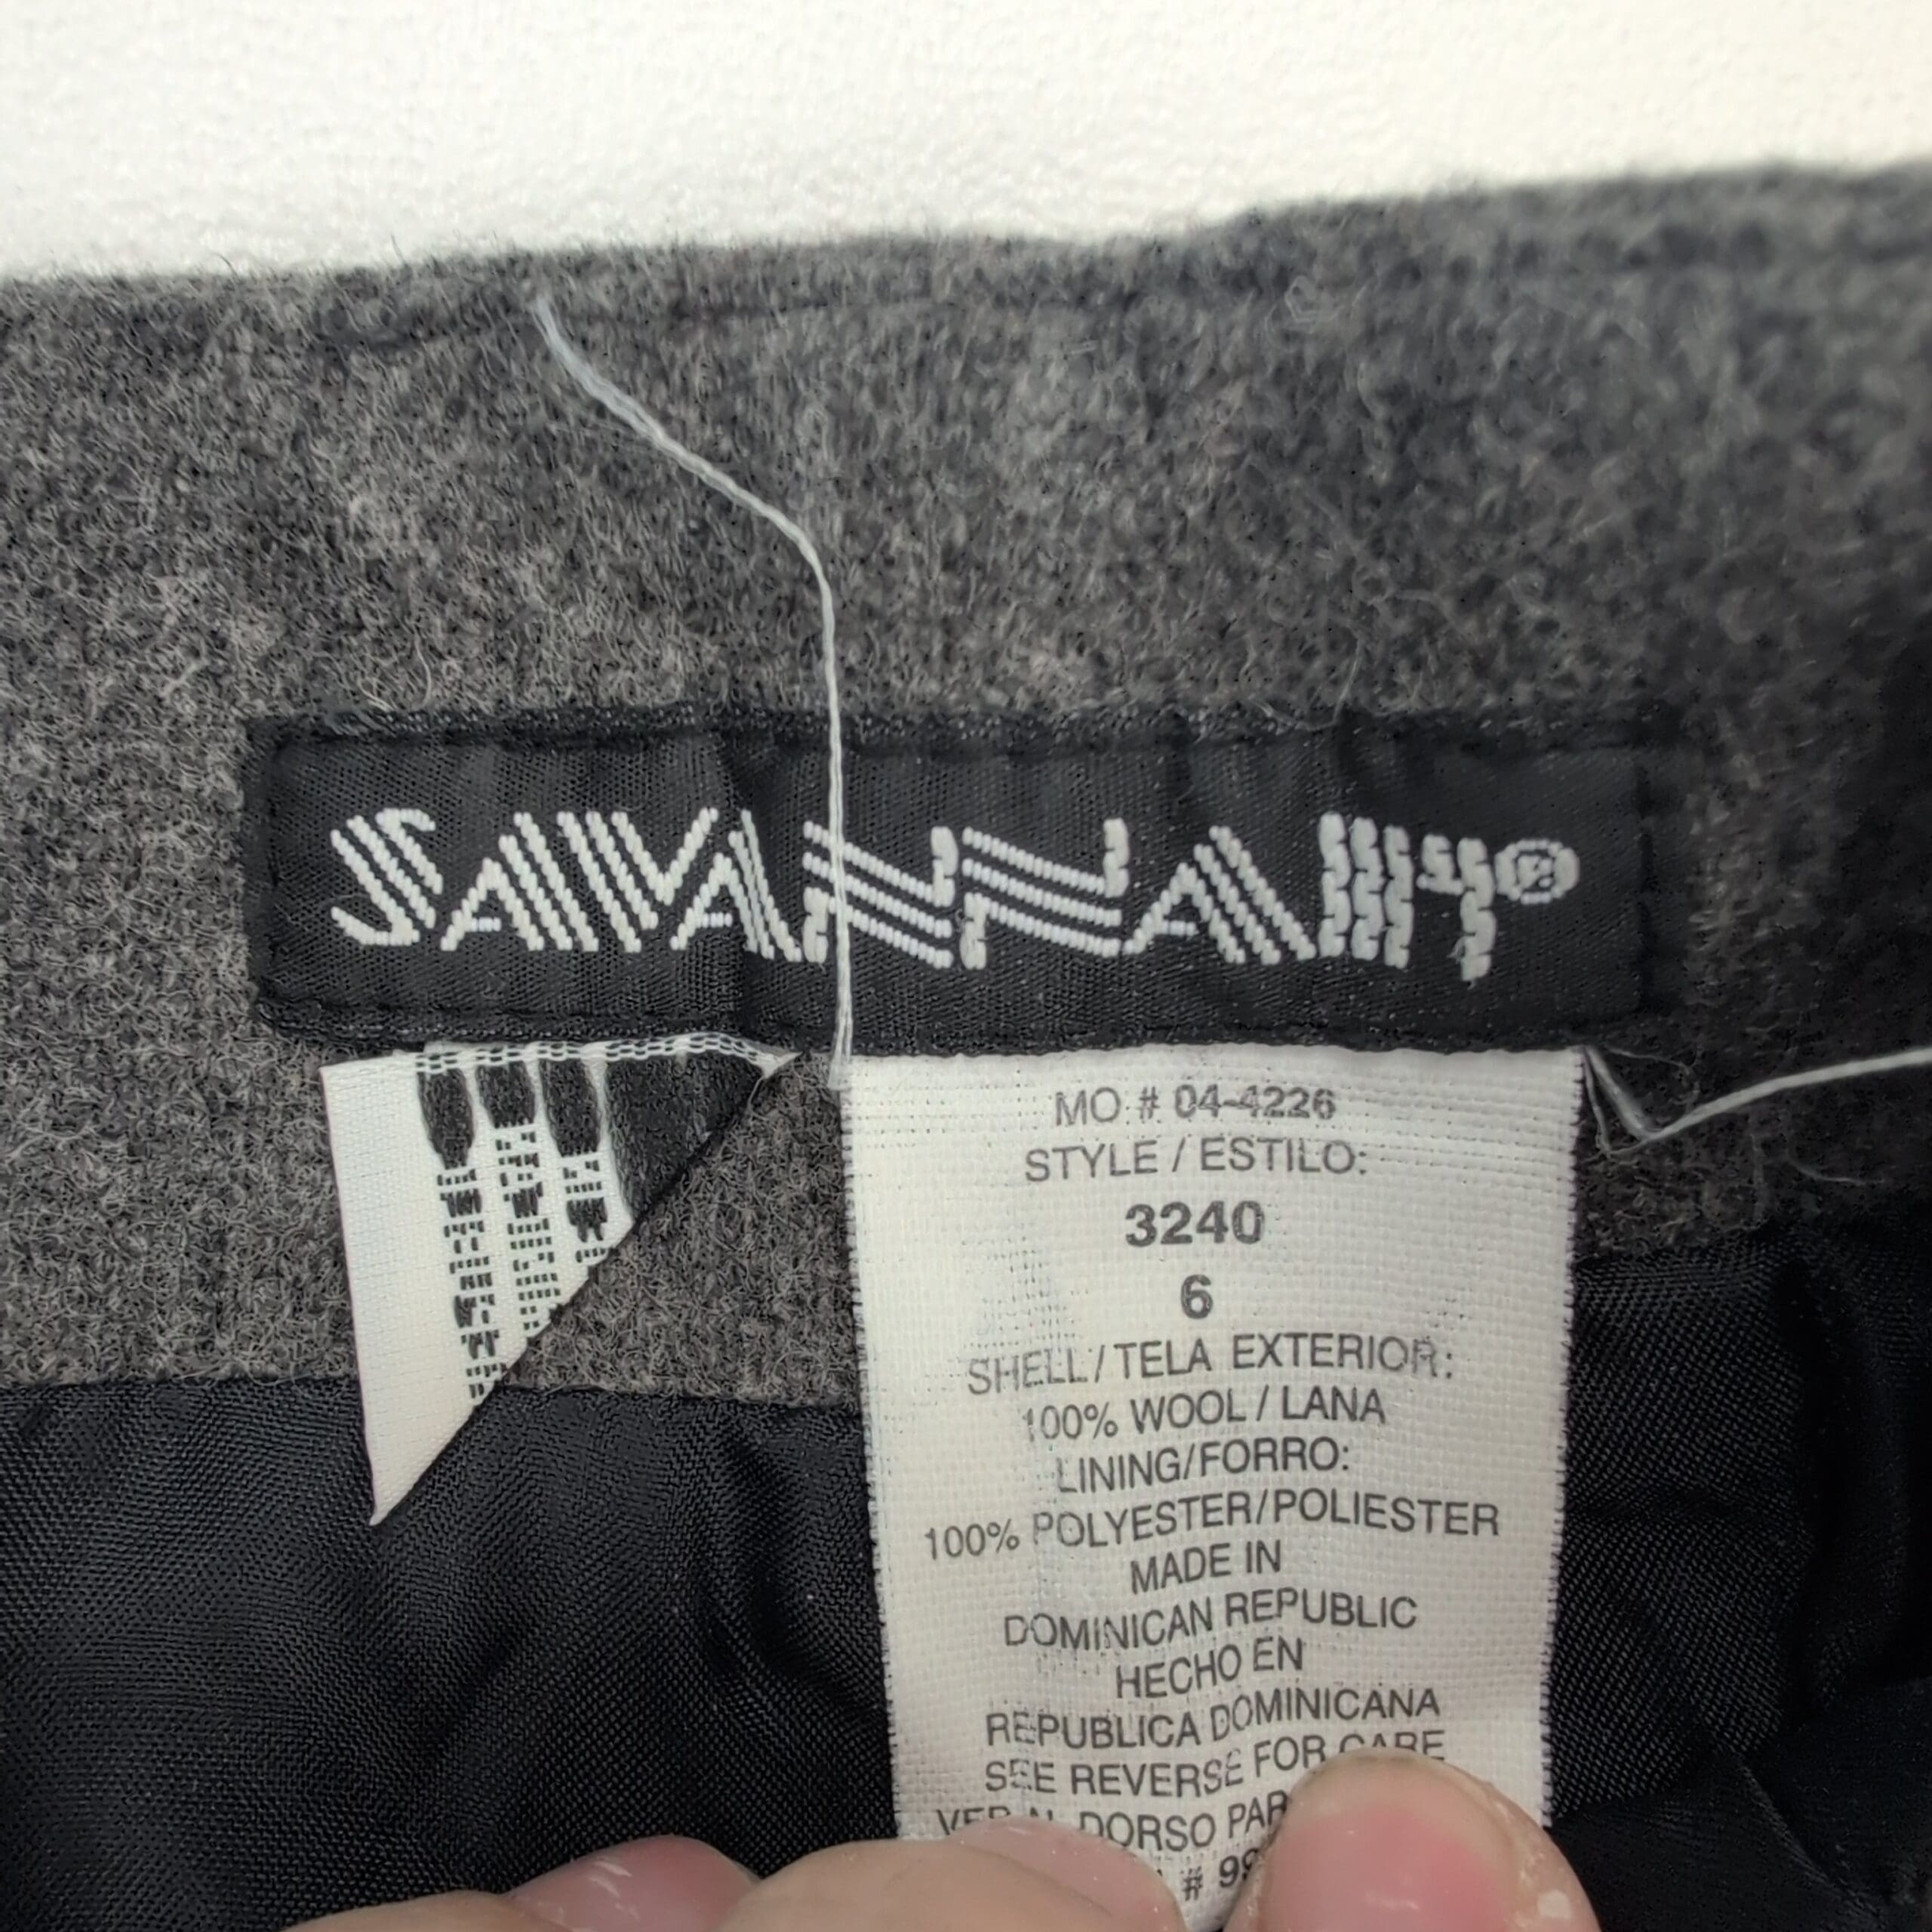 SAVANNAH®
MO # 04-4226
STYLE / ESTILO:
3240
6
SHELL / TELA EXTERIOR:
100% WOOL / LANA
LINING/FORRO:
100% POLYESTER/POLIESTER
MADE IN
DOMINICAN REPUBLIC
HECHO EN
REPUBLICA DOMINICANA
SEE REVERSE FOR CARE
DORSO
#